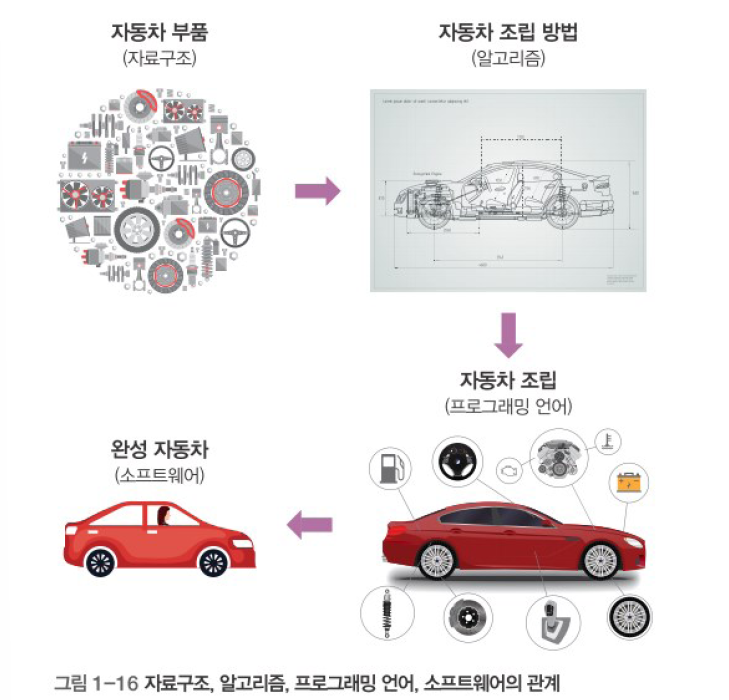 자동차 부품
(자료구조)
자동차 조립 방법
(알고리즘)
자동차 조립
(프로그래밍 언어)
완성 자동차
(소프트웨어)
그림 1-16 자료구조, 알고리즘, 프로그래밍 언어, 소프트웨어의 관계